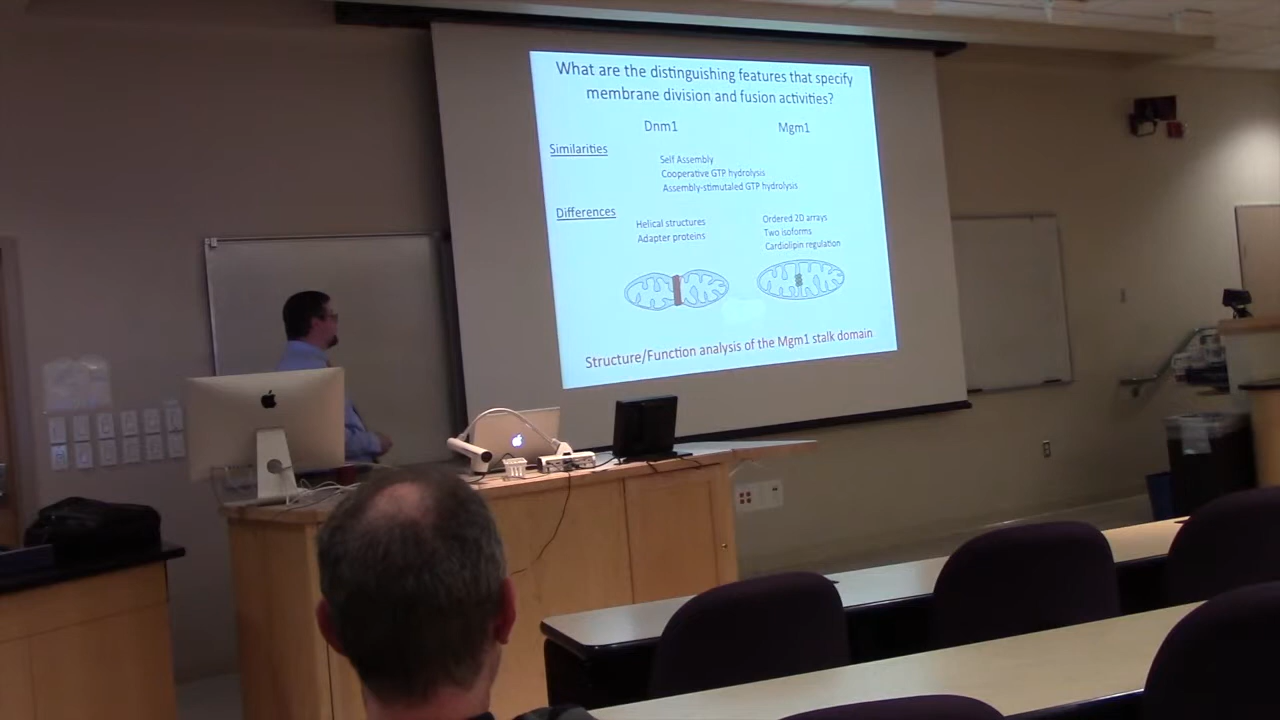 What are the distinguishing features that specify
membrane division and fusion activities?
Dnm1 Mgm1
Similarities
Self Assembly
Cooperative GTP hydrolysis
Assembly-stimutaled GTP hydrolysis
Differences
Helical structures
Adapter proteins
Ordered 2D arrays
Two isoforms
Cardiolipin regulation
Structure/Function analysis of the Mgm1 stalk domain